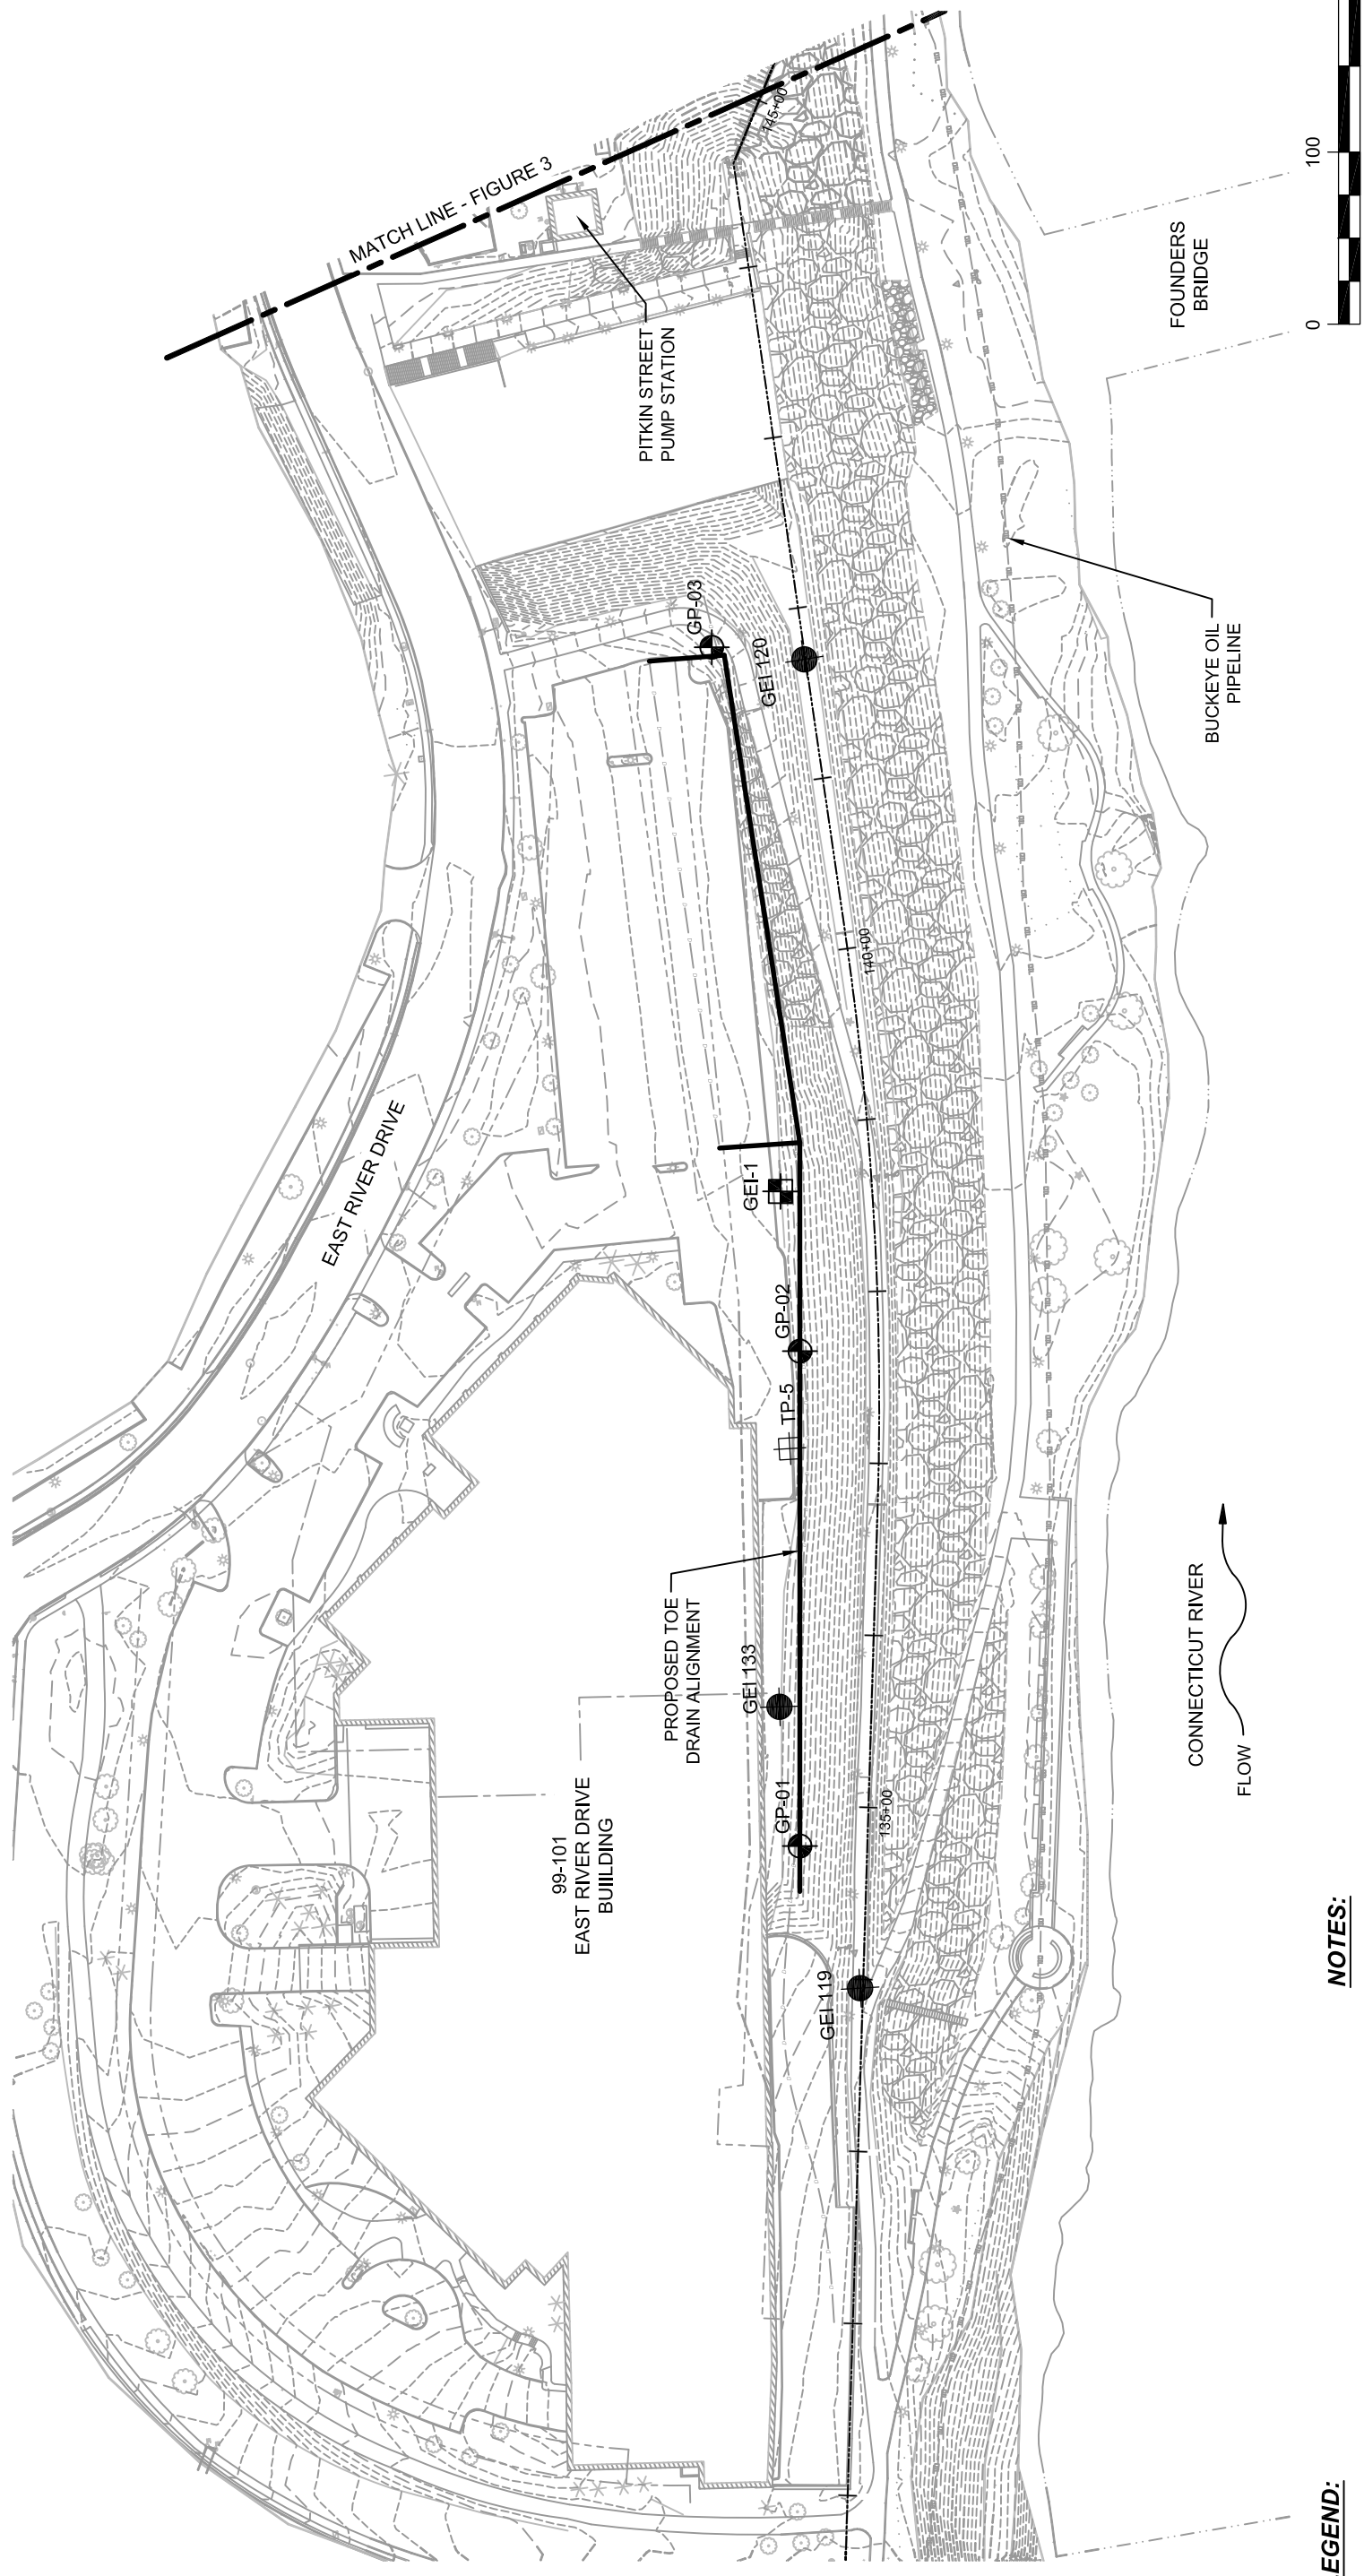 MATCH LINE - FIGURE 3
145+00
PITKIN STREET
PUMP STATION
FOUNDERS
BRIDGE
0
100
GP-03
GEI 120
BUCKEYE OIL
PIPELINE
140+00
EAST RIVER DRIVE
GEI-1
GP-02
TP-5
PROPOSED TOE
DRAIN ALIGNMENT
GEI 133
GP-01
135+00
99-101
EAST RIVER DRIVE
BUIILDING
CONNECTICUT RIVER
FLOW
GEI 119
NOTES:
EGEND: